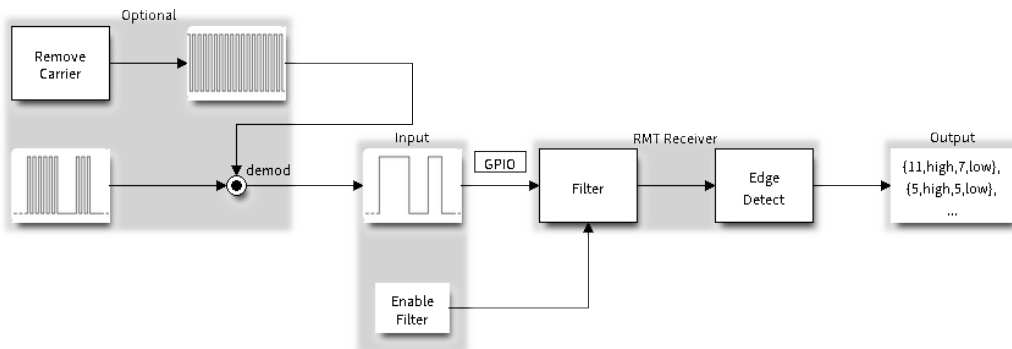 Optional
Remove
Carrier
demod
Input
GPIO
Enable
Filter
RMT Receiver
Filter
Edge
Detect
Output
{11,high,7,low},
{5,high,5,low},
...